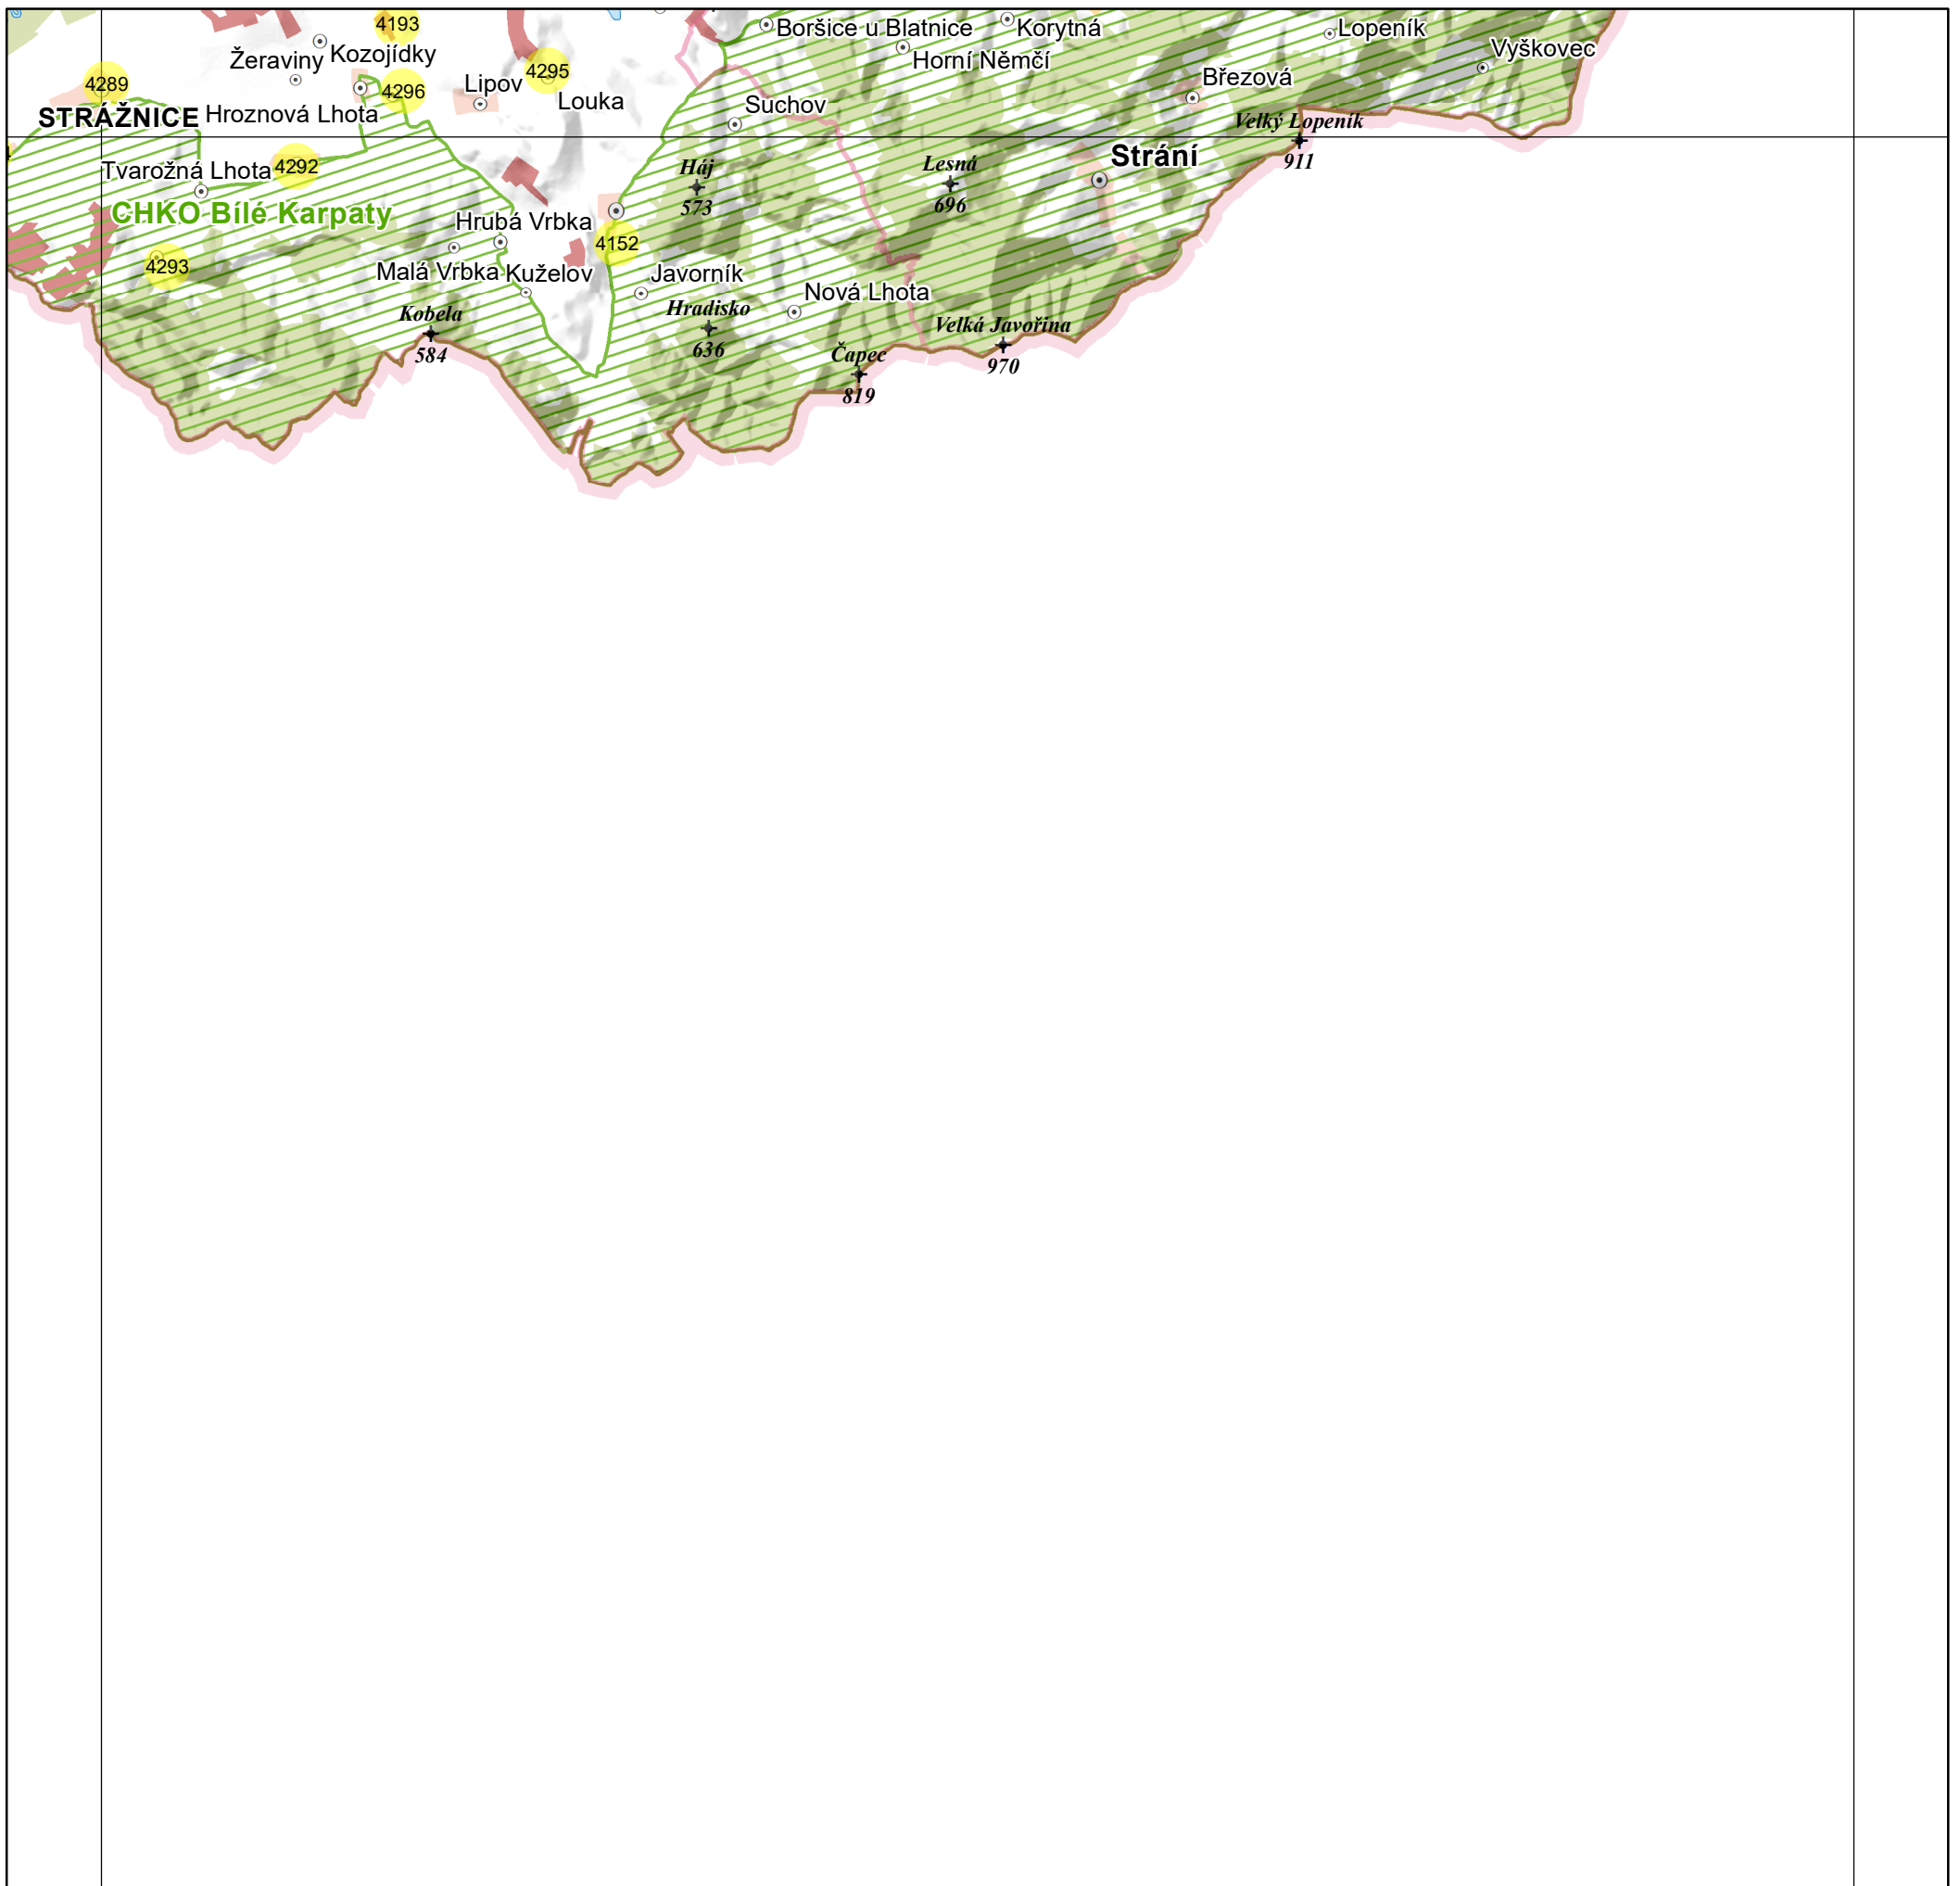 4193
Boršice u Blatnice
Korytná
Lopeník
Kozojídky
Žeraviny
Horní Němčí
Vyškovec
4289
4296
Lipov
4295
Louka
Březová
STRÁŽNICE
Hroznová Lhota
Suchov
Velký Lopeník
911
Tvarožná Lhota
4292
Háj
573
Lesná
696
Strání
CHKO Bílé Karpaty
Hrubá Vrbka
4152
4293
Malá Vrbka
Kuželov
Javorník
Nová Lhota
Kobela
584
Hradisko
636
Velká Javořina
970
Čapec
819